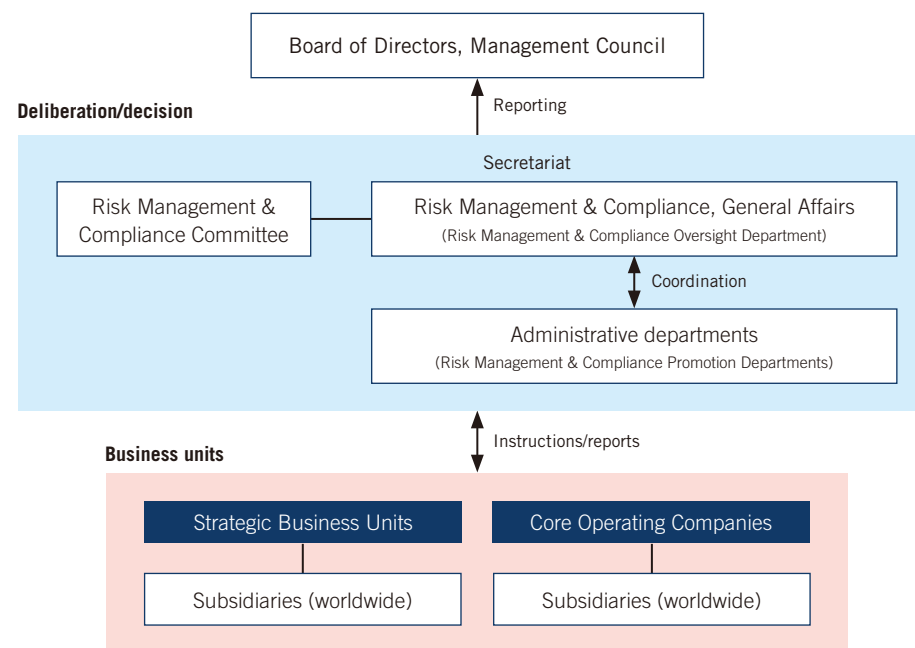 Board of Directors, Management Council
Reporting
Deliberation/decision
Secretariat
Risk Management &
Compliance Committee
Risk Management & Compliance, General Affairs
(Risk Management & Compliance Oversight Department)
Coordination
Administrative departments
(Risk Management & Compliance Promotion Departments)
Instructions/reports
Business units
Strategic Business Units
Core Operating Companies
Subsidiaries (worldwide)
Subsidiaries (worldwide)